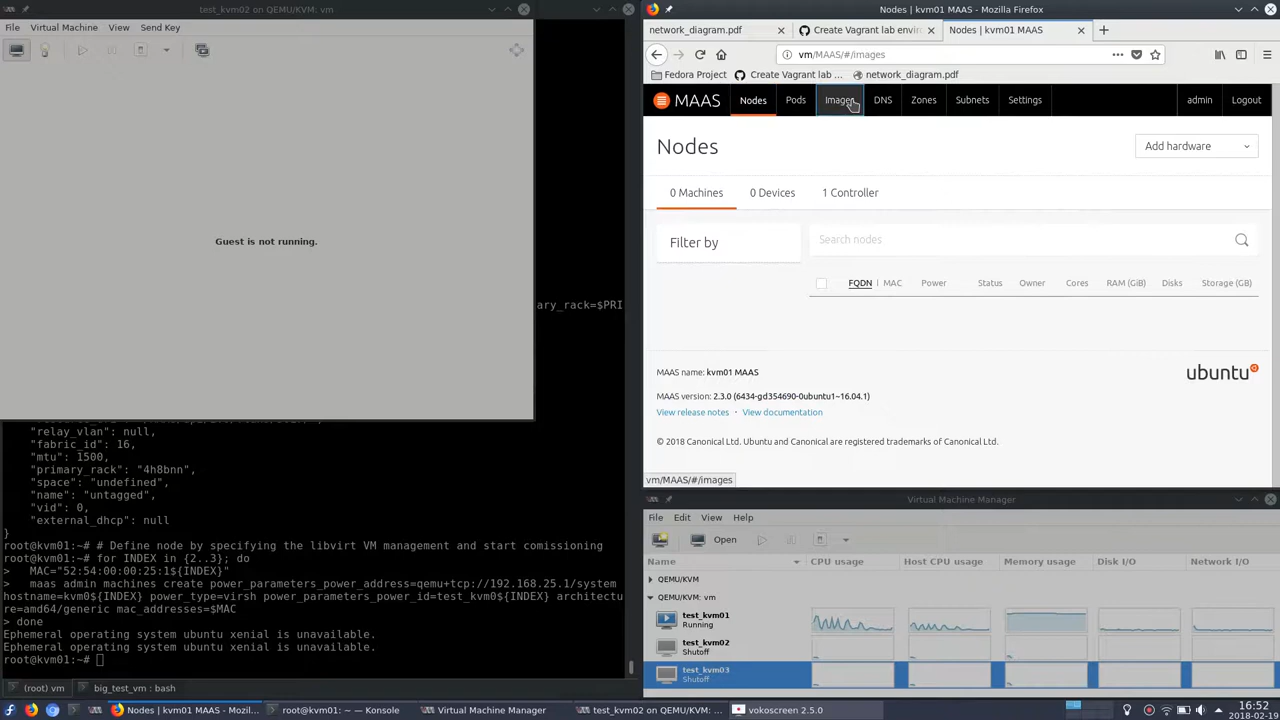 test_kvm02 on QEMU/KVM: vm
File Virtual Machine View Send Key
Guest is not running.
ary_rack=$PRI
"relay_vlan": null,
"fabric_id": 16,
"mtu": 1500,
"primary_rack": "4h8bnn",
"space": "undefined",
"name": "untagged",
"vid": 0,
"external_dhcp": null
}
root@kvm01:~# # Define node by specifying the libvirt VM management and start comissioning
root@kvm01:~# for INDEX in {2..3}; do
> MAC="52:54:00:00:25:1${INDEX}"
> maas admin machines create power_parameters_power_address=qemu+tcp://192.168.25.1/system
hostname=kvm0${INDEX} power_type=virsh power_parameters_power_id=test_kvm0${INDEX} architectu
re=amd64/generic mac_addresses=$MAC
> done
Ephemeral operating system ubuntu xenial is unavailable.
Ephemeral operating system ubuntu xenial is unavailable.
root@kvm01:~#
(root) vm big_test_vm : bash
Nodes | kvm01 MAAS - Mozilla Firefox
network_diagram.pdf Create Vagrant lab envir Nodes | kvm01 MAAS
vm/MAAS/#/images
Fedora Project Create Vagrant lab ... network_diagram.pdf
MAAS Nodes Pods Images DNS Zones Subnets Settings admin Logout
Nodes Add hardware
0 Machines 0 Devices 1 Controller
Filter by Search nodes
FQDN | MAC Power Status Owner Cores RAM (GiB) Disks Storage (GB)
MAAS name: kvm01 MAAS
ubuntu
MAAS version: 2.3.0 (6434-gd354690-0ubuntu1~16.04.1)
View release notes · View documentation
© 2018 Canonical Ltd. Ubuntu and Canonical are registered trademarks of Canonical Ltd.
vm/MAAS/#/images
Virtual Machine Manager
File Edit View Help
Open
Name CPU usage Host CPU usage Memory usage Disk I/O Network I/O
QEMU/KVM
QEMU/KVM: vm
test_kvm01
Running
test_kvm02
Shutoff
test_kvm03
Shutoff
Nodes | kvm01 MAAS - Mozil... root@kvm01: ~ — Konsole Virtual Machine Manager test_kvm02 on QEMU/KVM: ... vokoscreen 2.5.0
16:52
2018-02-19